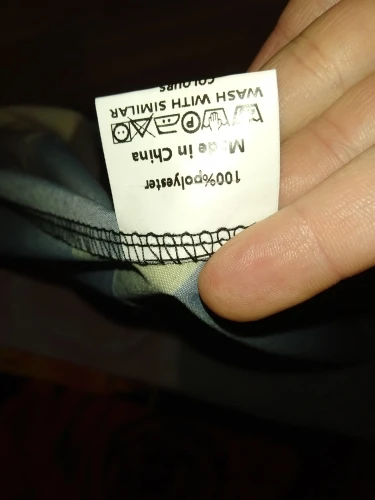 100%polyester
Made in China
WASH WITH SIMILAR
COLOURS